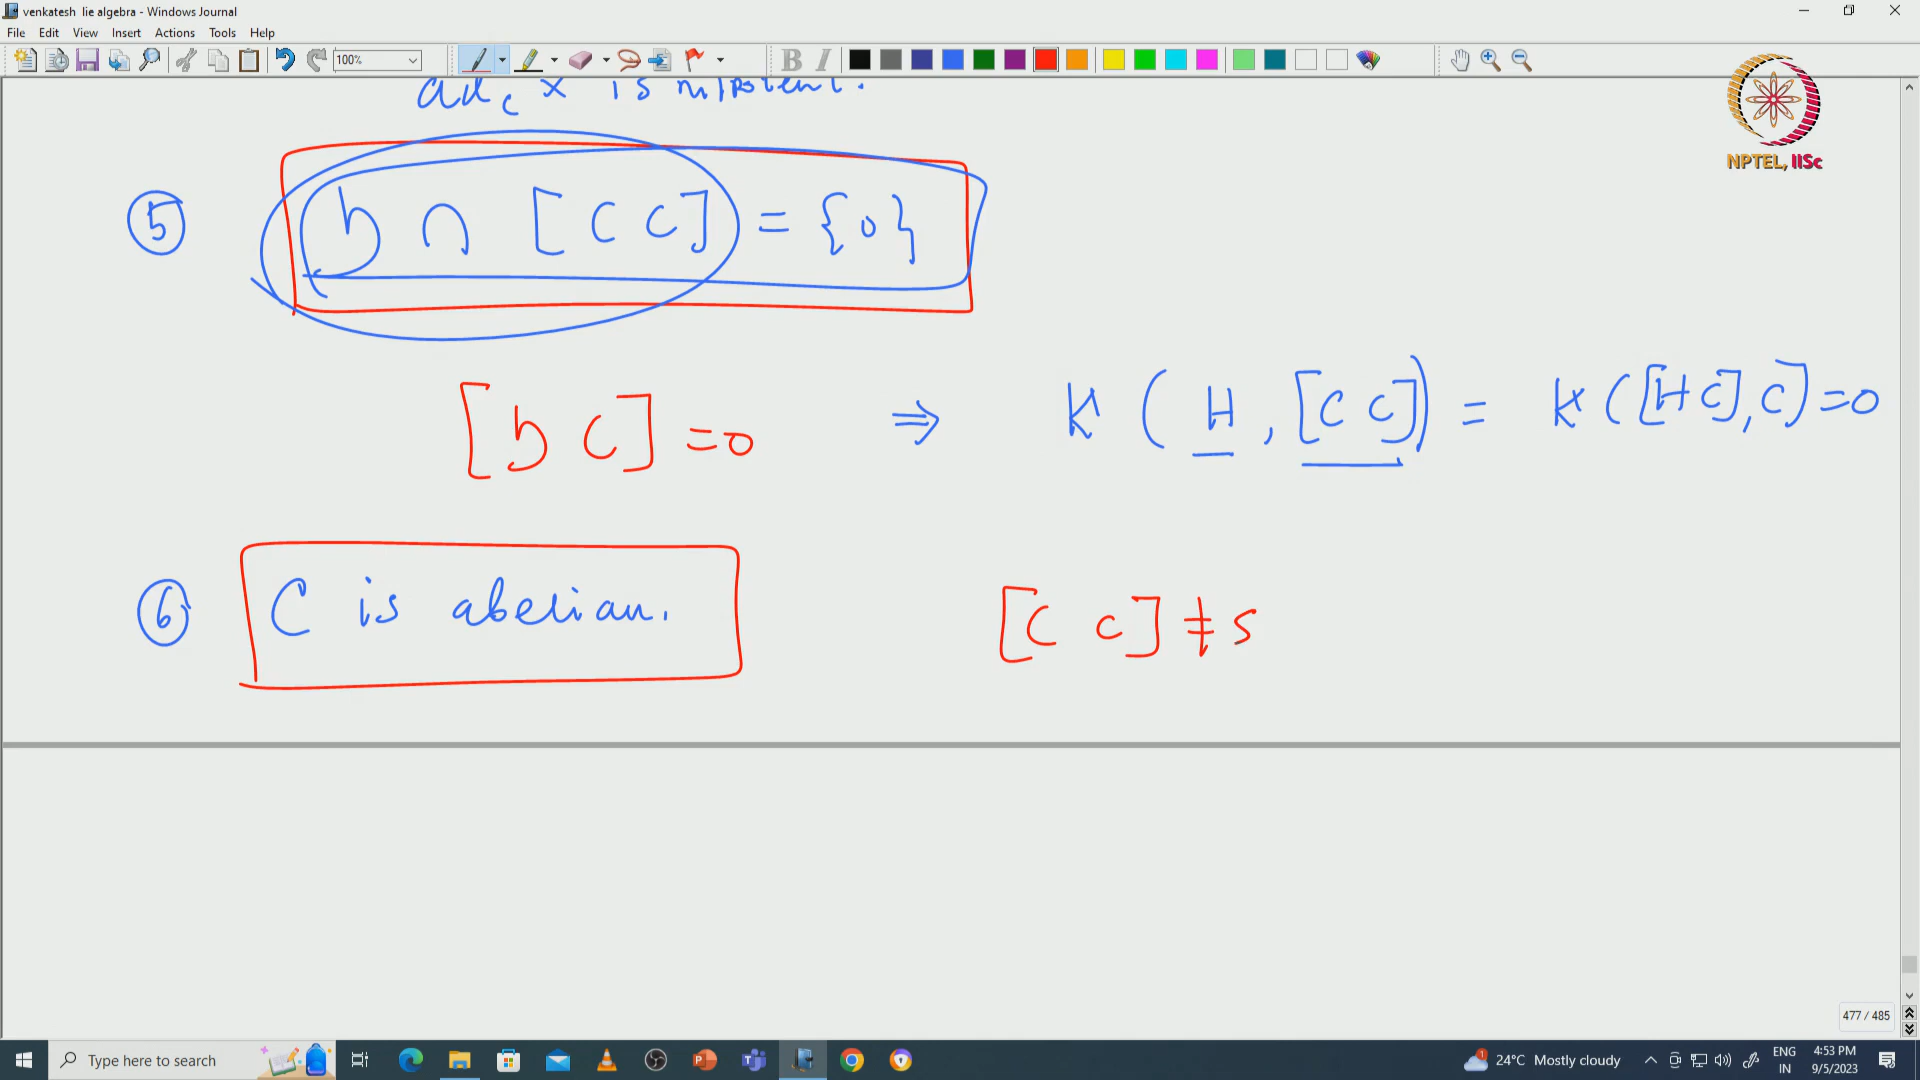 venkatesh lie algebra - Windows Journal
File Edit View Insert Actions Tools Help
100%
B I
NPTEL, IISc
ad_c x is nilpotent.
⑤ h ∩ [C C] = {0}
[h C] = 0 ⇒ K(H, [C C]) = K([H C], C) = 0
⑥ C is abelian. [C C] ≠ 0
477 / 485
Type here to search
1
24°C Mostly cloudy
ENG
IN
4:53 PM
9/5/2023